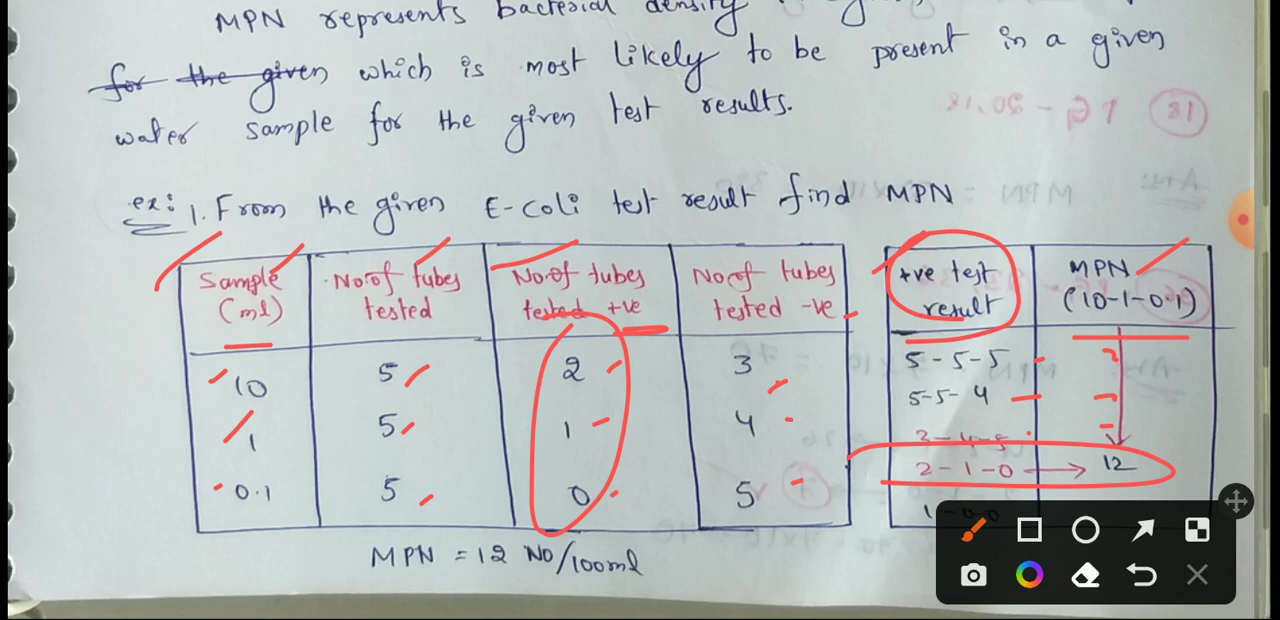 MPN represents bacterial density
for the given which is most likely to be present in a given
water sample for the given test results.
ex: 1. From the given E-coli test result find MPN
Sample (ml) No.of tubes tested No.of tubes tested +ve No.of tubes tested -ve
10 5 2 3
1 5 1 4
0.1 5 0 5
MPN = 12 No/100ml
+ve test result MPN (10-1-0.1)
5-5-5
5-5-4
2-1-0 → 12